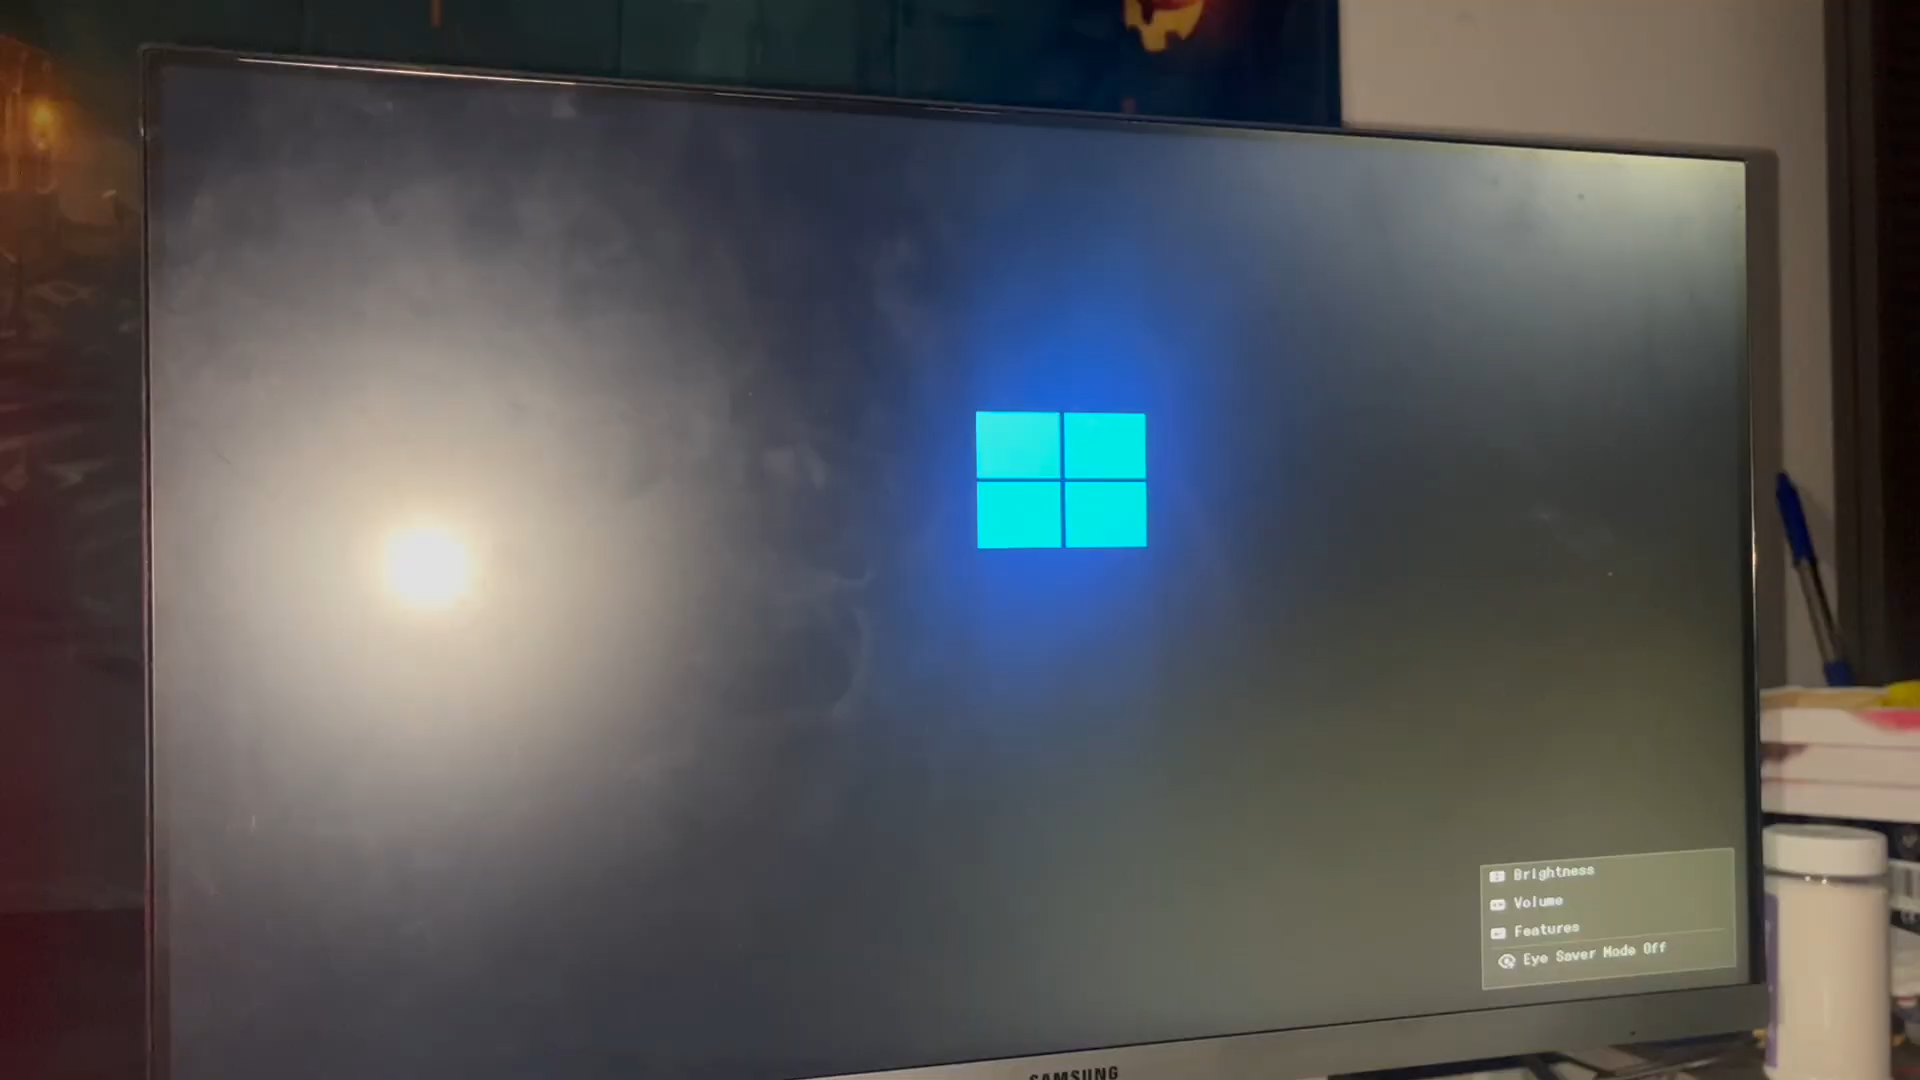 Brightness
Volume
Features
Eye Saver Mode Off
SAMSUNG